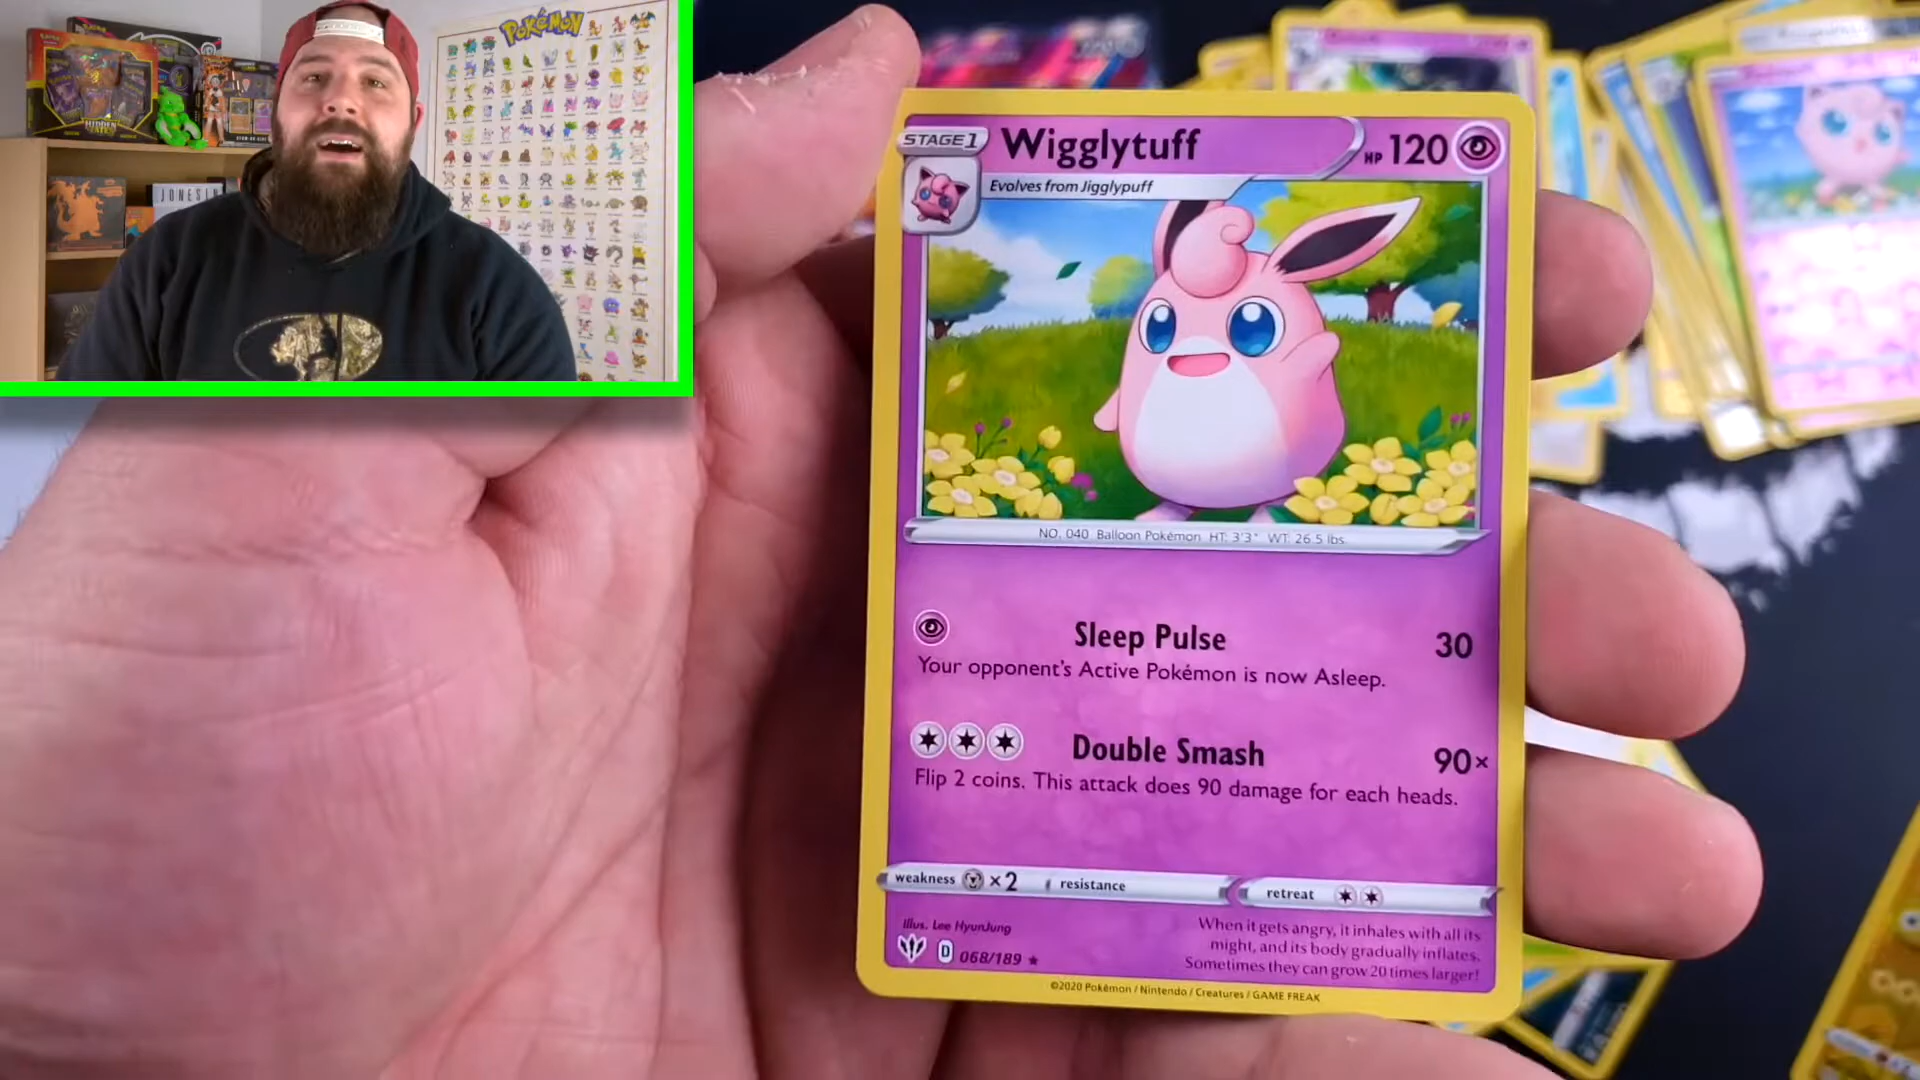 POKÉMON
HIDDEN
FATES
JONESIN
STAGE 1
Wigglytuff
HP 120
Evolves from Jigglypuff
NO. 040 Balloon Pokémon HT: 3'3" WT: 26.5 lbs.
Sleep Pulse 30
Your opponent's Active Pokémon is now Asleep.
Double Smash 90×
Flip 2 coins. This attack does 90 damage for each heads.
weakness ×2 resistance retreat
Illus. Lee HyunJung
D 068/189
When it gets angry, it inhales with all its
might, and its body gradually inflates.
Sometimes they can grow 20 times larger!
©2020 Pokémon / Nintendo / Creatures / GAME FREAK